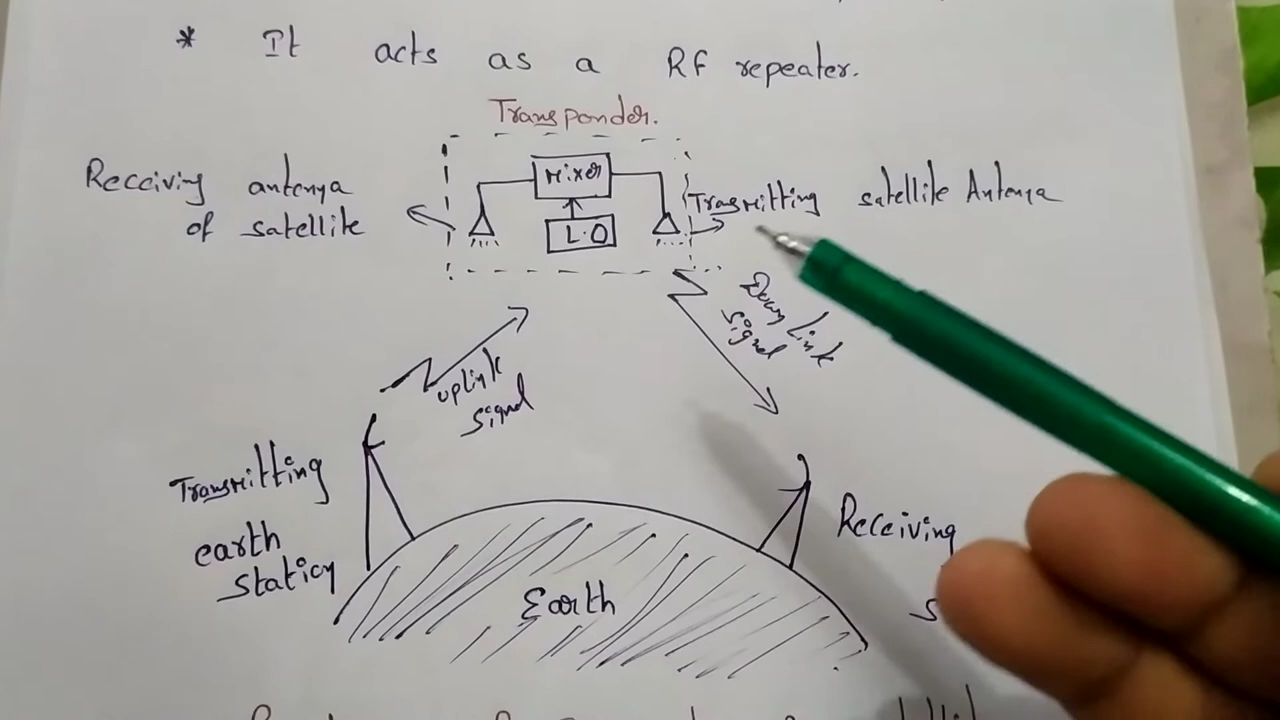 * It acts as a RF repeater.
Transponder.
Receiving antenna
of satellite
Mixer
L.O
Transmitting satellite Antenna
Down Link
signal
uplink
signal
Transmitting
earth
station
Receiving
Earth